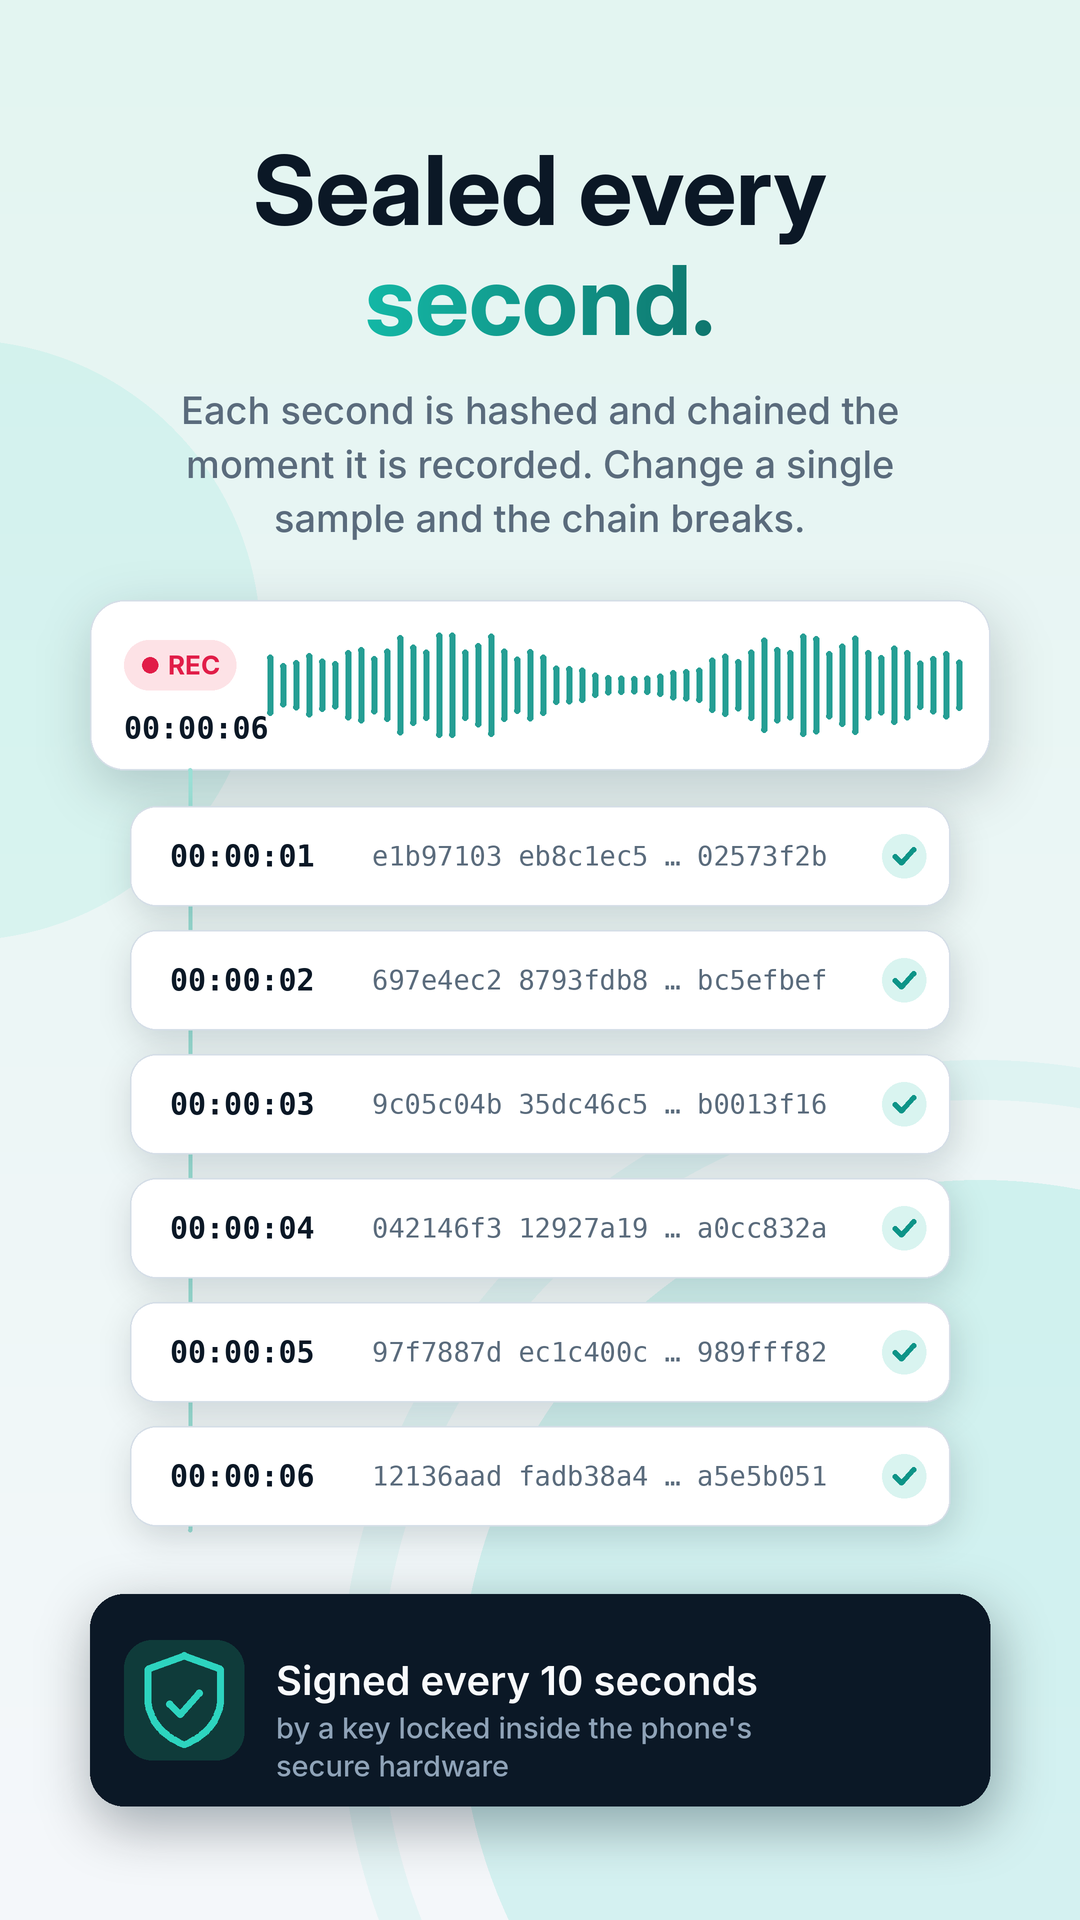 Sealed every
second.
Each second is hashed and chained the
moment it is recorded. Change a single
sample and the chain breaks.
REC
00:00:06
00:00:01 e1b97103 eb8c1ec5 … 02573f2b
00:00:02 697e4ec2 8793fdb8 … bc5efbef
00:00:03 9c05c04b 35dc46c5 … b0013f16
00:00:04 042146f3 12927a19 … a0cc832a
00:00:05 97f7887d ec1c400c … 989fff82
00:00:06 12136aad fadb38a4 … a5e5b051
Signed every 10 seconds
by a key locked inside the phone's
secure hardware